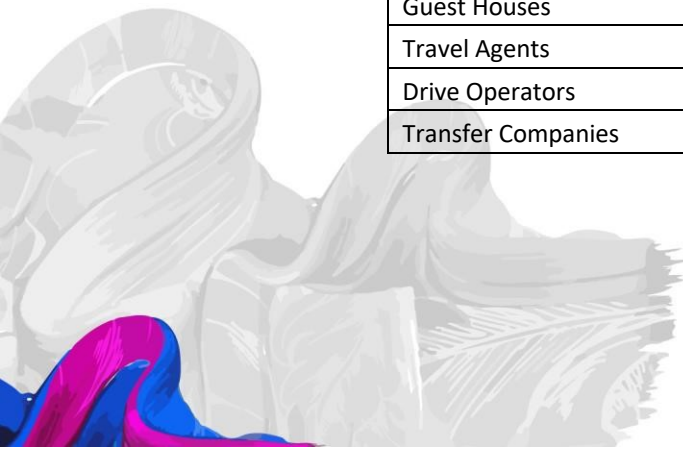 Guest Houses
Travel Agents
Drive Operators
Transfer Companies